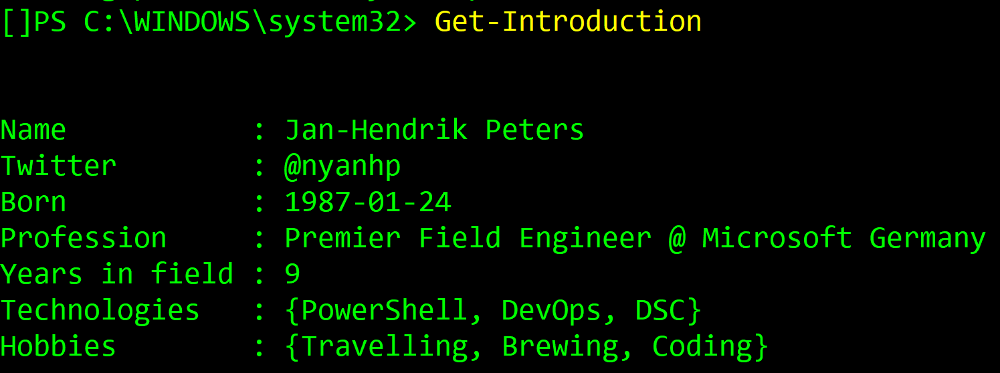 []PS C:\WINDOWS\system32> Get-Introduction
Name            : Jan-Hendrik Peters
Twitter         : @nyanhp
Born            : 1987-01-24
Profession      : Premier Field Engineer @ Microsoft Germany
Years in field : 9
Technologies    : {PowerShell, DevOps, DSC}
Hobbies         : {Travelling, Brewing, Coding}